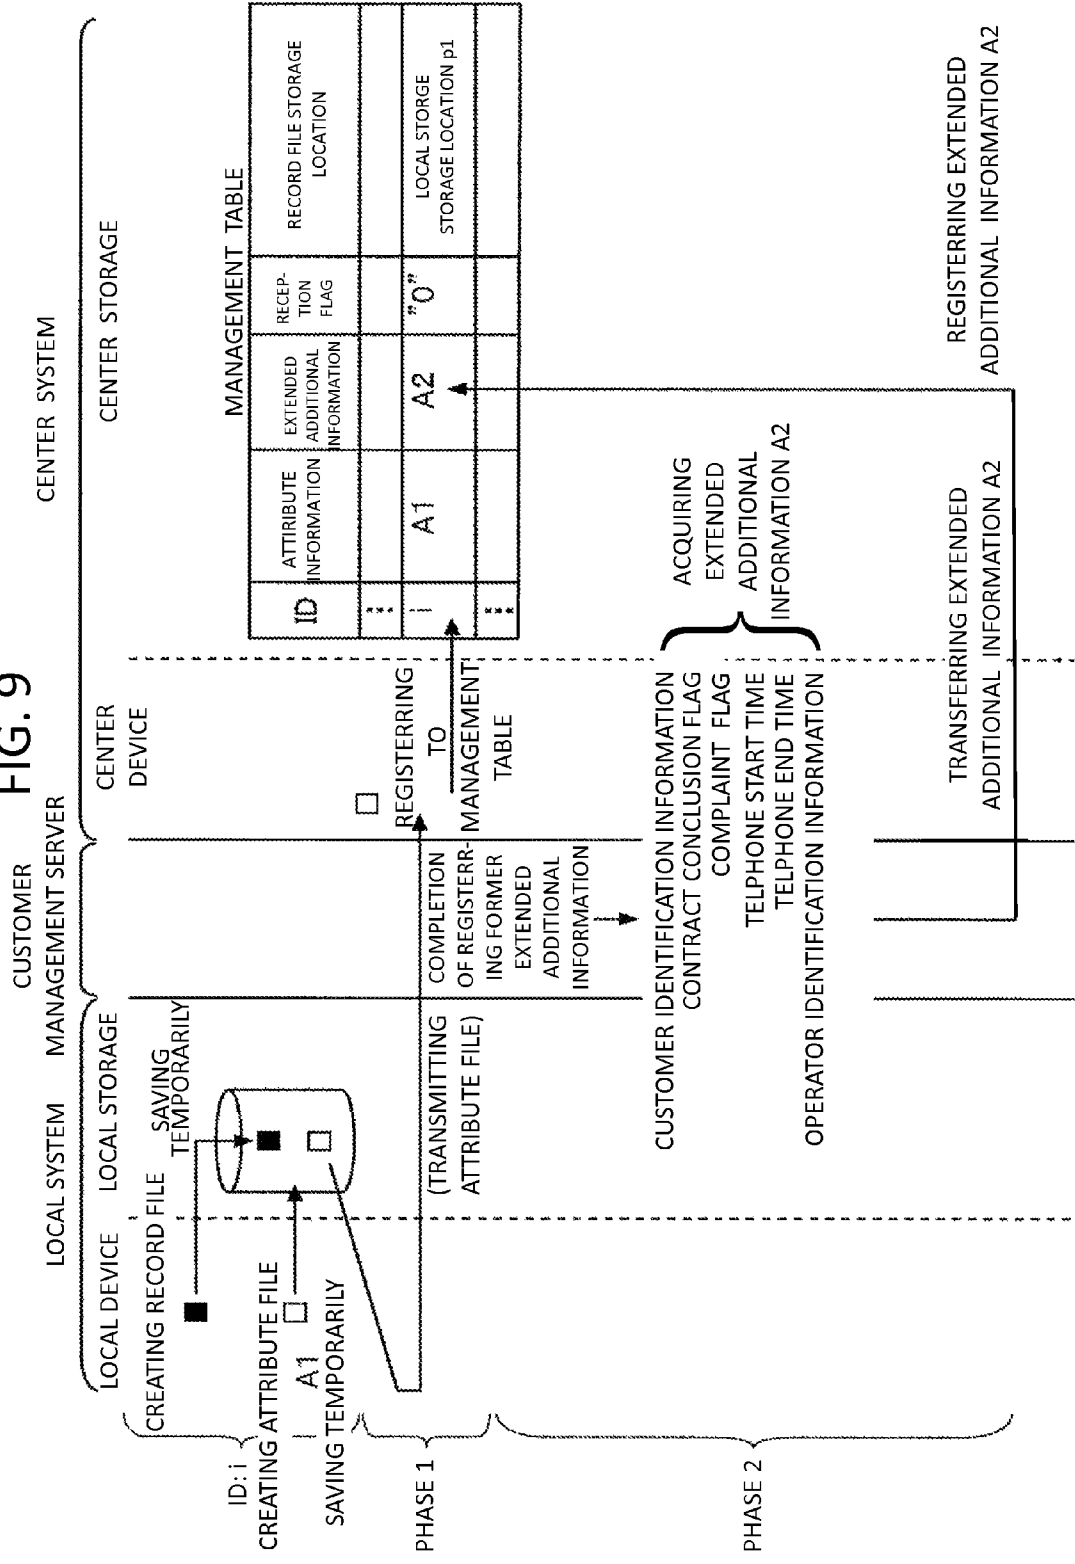 FIG. 9
LOCAL SYSTEM
CUSTOMER
MANAGEMENT SERVER
CENTER SYSTEM
LOCAL DEVICE
LOCAL STORAGE
CENTER
DEVICE
CENTER STORAGE
CREATING RECORD FILE
SAVING
TEMPORARILY
ID: i
CREATING ATTRIBUTE FILE
A1
SAVING TEMPORARILY
MANAGEMENT TABLE
ID
ATTRIBUTE
INFORMATION
EXTENDED
ADDITIONAL
INFORMATION
RECEP-
TION
FLAG
RECORD FILE STORAGE
LOCATION
i
A1
A2
"0"
LOCAL STORGE
STORAGE LOCATION p1
PHASE 1
(TRANSMITTING
ATTRIBUTE FILE)
COMPLETION
OF REGISTERR-
ING FORMER
EXTENDED
ADDITIONAL
INFORMATION
REGISTERRING
TO
MANAGEMENT
TABLE
PHASE 2
CUSTOMER IDENTIFICATION INFORMATION
CONTRACT CONCLUSION FLAG
COMPLAINT FLAG
TELPHONE START TIME
TELPHONE END TIME
OPERATOR IDENTIFICATION INFORMATION
ACQUIRING
EXTENDED
ADDITIONAL
INFORMATION A2
TRANSFERRING EXTENDED
ADDITIONAL INFORMATION A2
REGISTERRING EXTENDED
ADDITIONAL INFORMATION A2